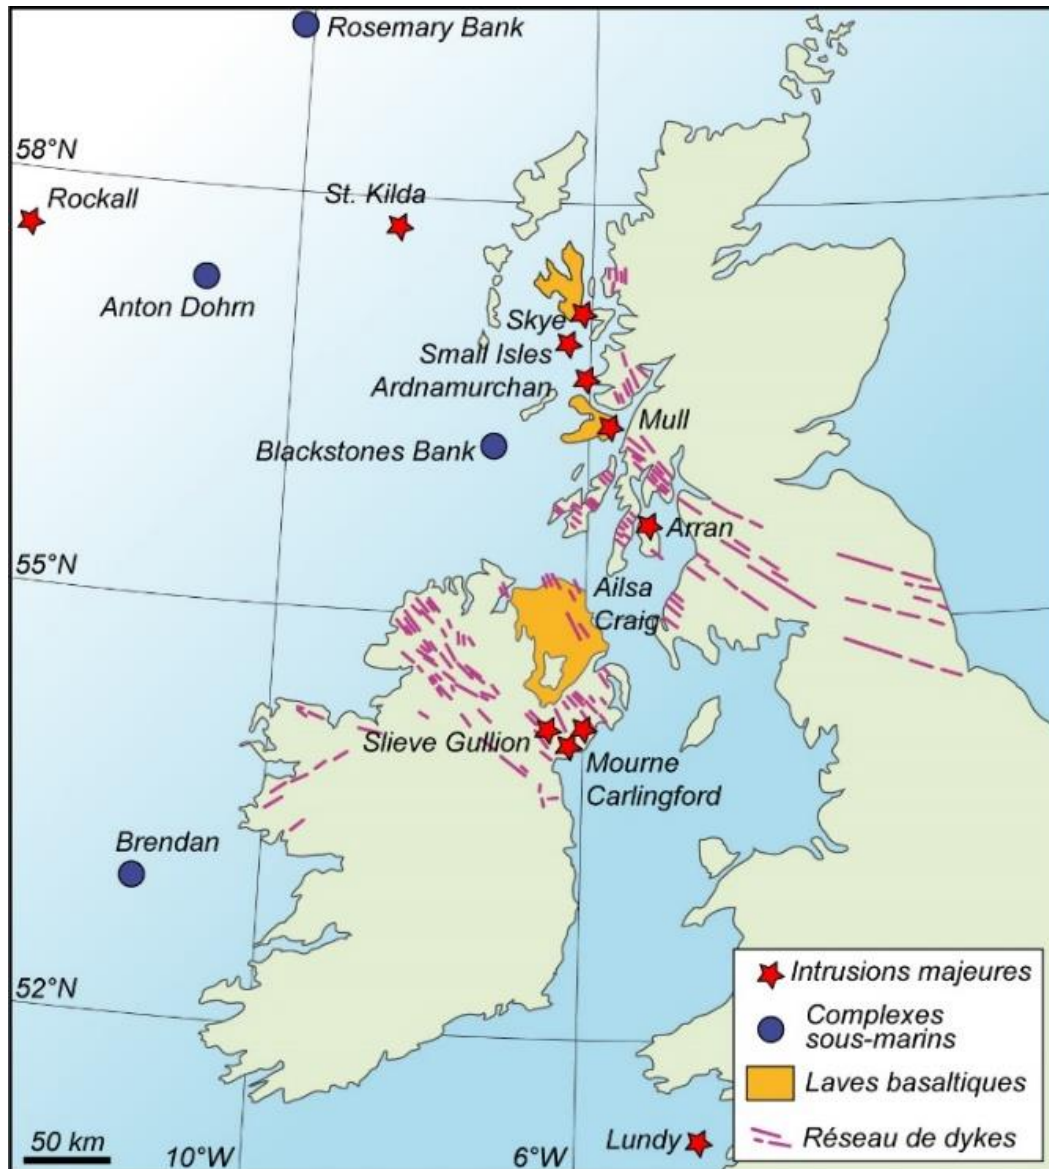 Rosemary Bank
58°N
Rockall
St. Kilda
Anton Dohrn
Skye
Small Isles
Ardnamurchan
Mull
Blackstones Bank
Arran
55°N
Ailsa
Craig
Slieve Gullion
Mourne
Carlingford
Brendan
52°N
Intrusions majeures
Complexes
sous-marins
Laves basaltiques
Réseau de dykes
Lundy
50 km
10°W
6°W